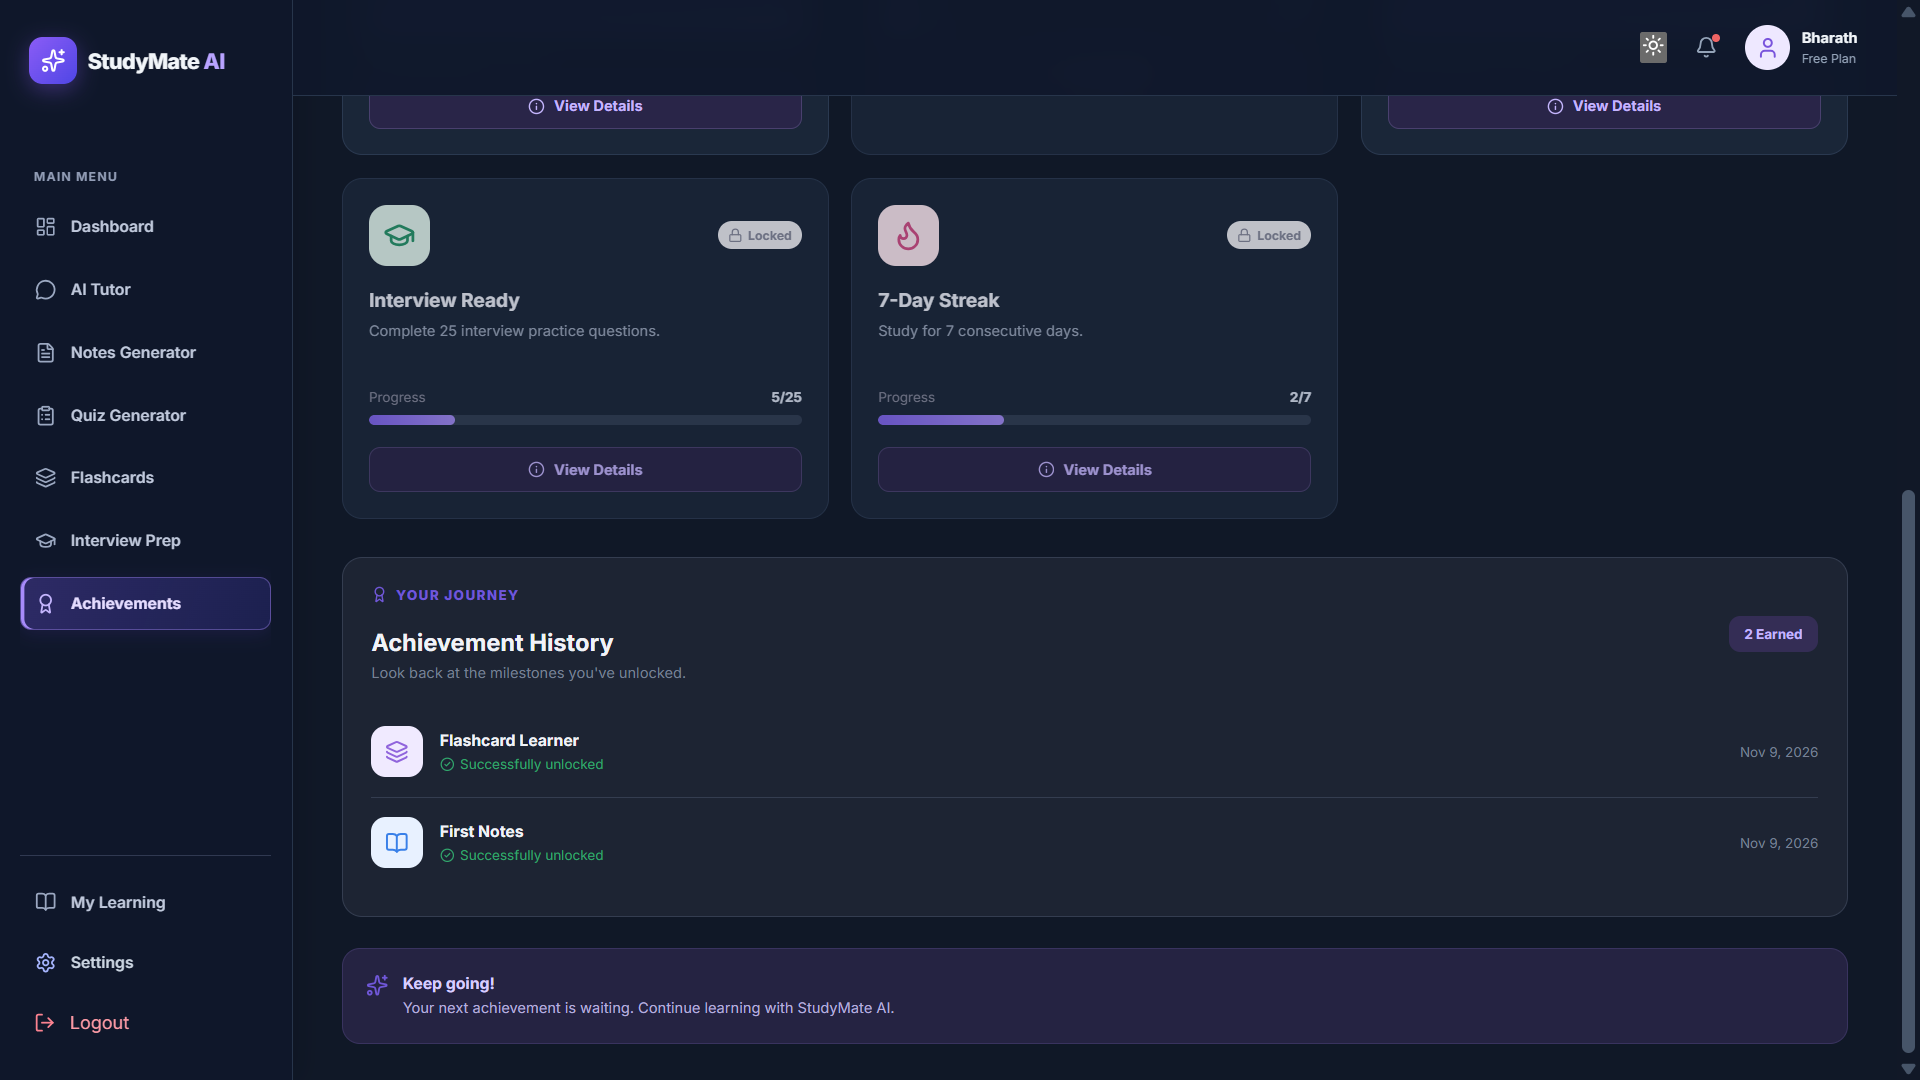 StudyMate AI
MAIN MENU
Dashboard
AI Tutor
Notes Generator
Quiz Generator
Flashcards
Interview Prep
Achievements
My Learning
Settings
Logout
Bharath
Free Plan
View Details
View Details
Locked
Interview Ready
Complete 25 interview practice questions.
Progress 5/25
View Details
Locked
7-Day Streak
Study for 7 consecutive days.
Progress 2/7
View Details
YOUR JOURNEY
Achievement History
2 Earned
Look back at the milestones you've unlocked.
Flashcard Learner
Successfully unlocked
Nov 9, 2026
First Notes
Successfully unlocked
Nov 9, 2026
Keep going!
Your next achievement is waiting. Continue learning with StudyMate AI.